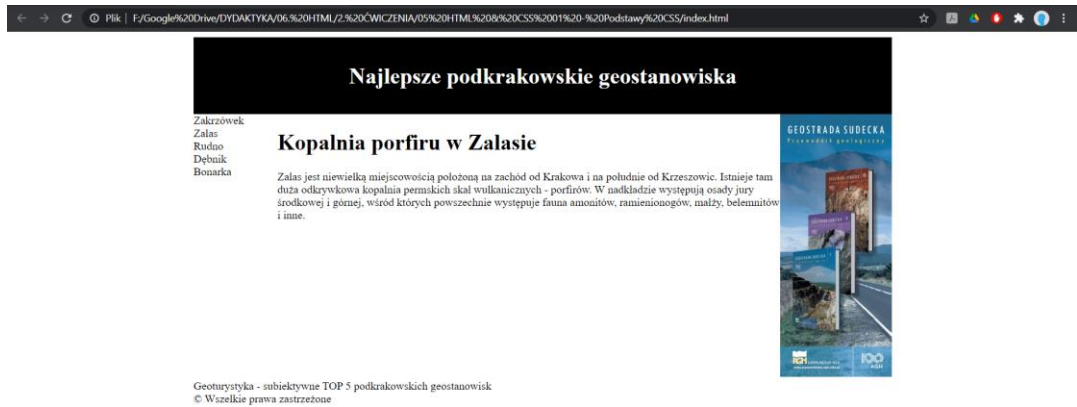 Plik | F:/Google%20Drive/DYDAKTYKA/06.%20HTML/2.%20ĆWICZENIA/05%20HTML%20&%20CSS%2001%20-%20Podstawy%20CSS/index.html
Najlepsze podkrakowskie geostanowiska
Zakrzówek
Zalas
Rudno
Dębnik
Bonarka
Kopalnia porfiru w Zalasie
Zalas jest niewielką miejscowością położoną na zachód od Krakowa i na południe od Krzeszowic. Istnieje tam
duża odkrywkowa kopalnia permskich skał wulkanicznych - porfirów. W nadkładzie występują osady jury
środkowej i górnej, wśród których powszechnie występuje fauna amonitów, ramienionogów, małży, belemnitów
i inne.
GEOSTRADA SUDECKA
Przewodnik geologiczny
AGH
100
AGH
Geoturystyka - subiektywne TOP 5 podkrakowskich geostanowisk
© Wszelkie prawa zastrzeżone